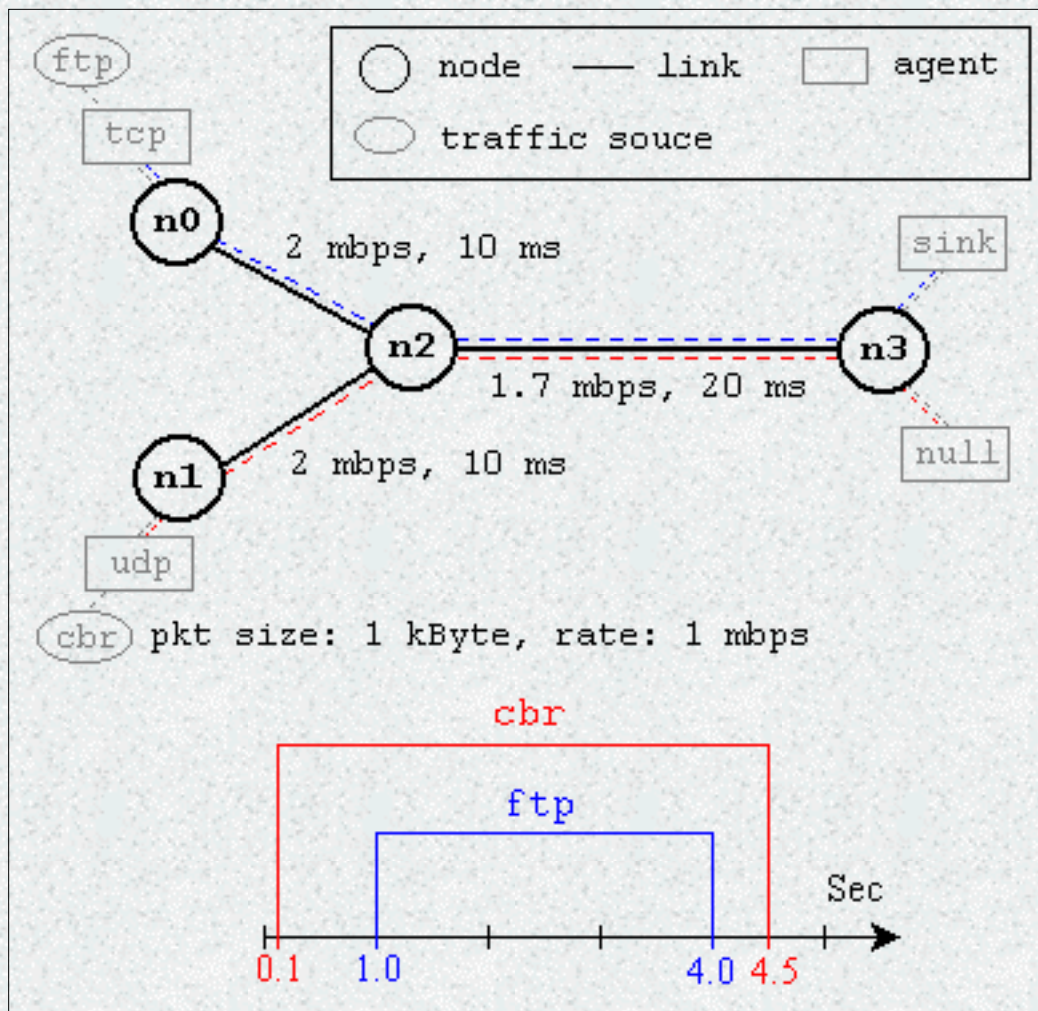 ftp
node link agent
traffic souce
tcp
n0
2 mbps, 10 ms
sink
n2
n3
1.7 mbps, 20 ms
null
2 mbps, 10 ms
n1
udp
cbr pkt size: 1 kByte, rate: 1 mbps
cbr
ftp
Sec
0.1 1.0 4.0 4.5